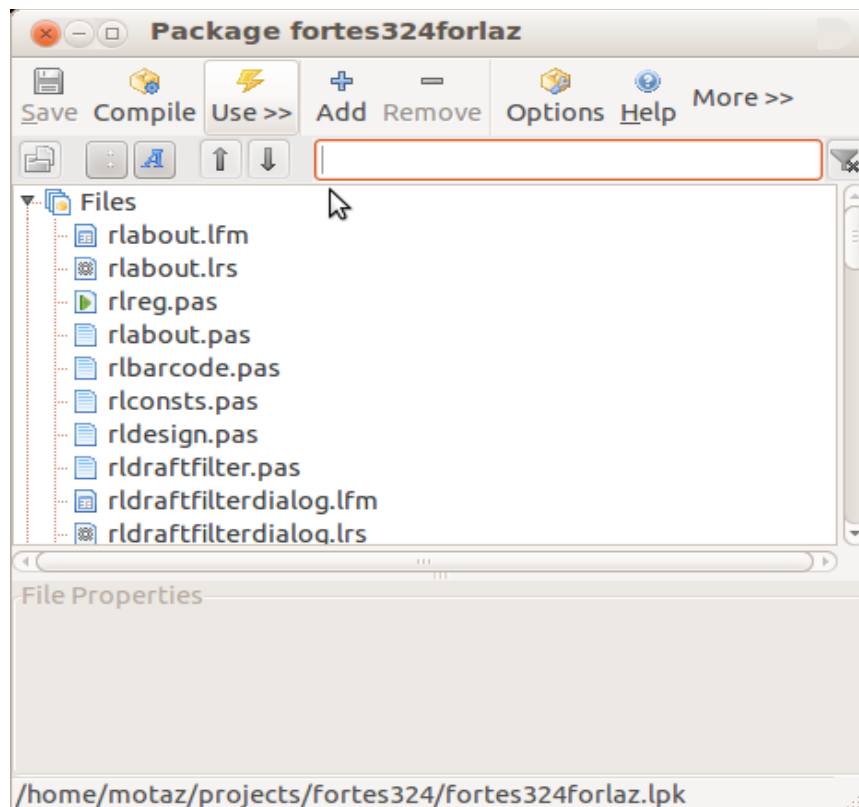 Package fortes324forlaz
Save Compile Use >> Add Remove Options Help More >>
Files
rlabout.lfm
rlabout.lrs
rlreg.pas
rlabout.pas
rlbarcode.pas
rlconsts.pas
rldesign.pas
rldraftfilter.pas
rldraftfilterdialog.lfm
rldraftfilterdialog.lrs
File Properties
/home/motaz/projects/fortes324/fortes324forlaz.lpk